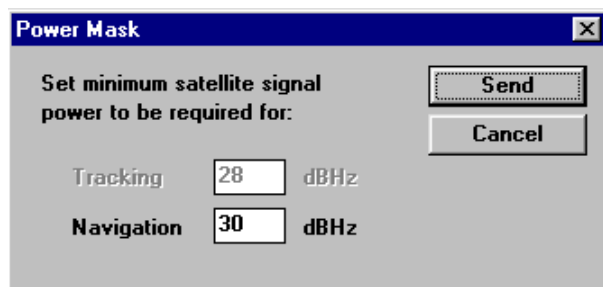 Power Mask
Set minimum satellite signal
power to be required for:
Send
Cancel
Tracking 28 dBHz
Navigation 30 dBHz